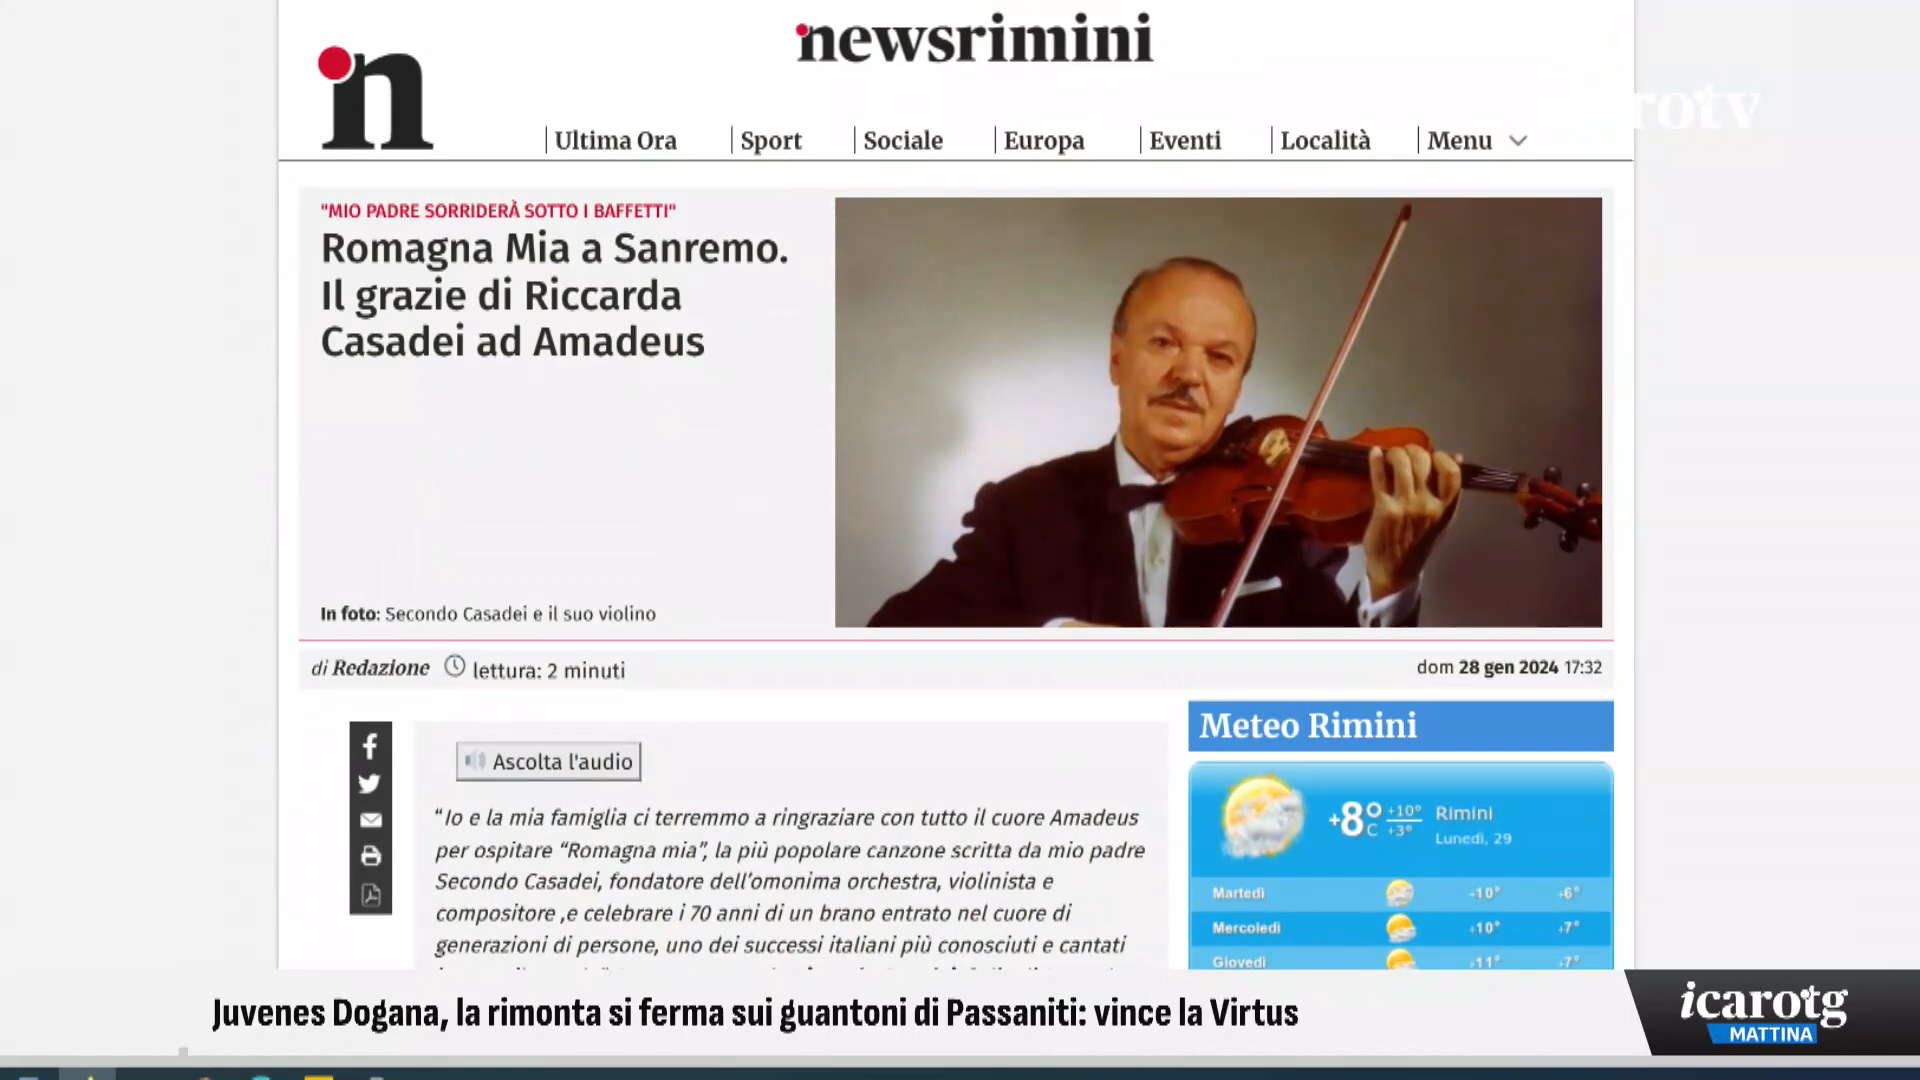 newsrimini
n
rotv
Ultima Ora
Sport
Sociale
Europa
Eventi
Località
Menu
"MIO PADRE SORRIDERÀ SOTTO I BAFFETTI"
Romagna Mia a Sanremo.
Il grazie di Riccarda
Casadei ad Amadeus
In foto: Secondo Casadei e il suo violino
di Redazione lettura: 2 minuti
dom 28 gen 2024 17:32
Ascolta l'audio
“Io e la mia famiglia ci terremmo a ringraziare con tutto il cuore Amadeus
per ospitare “Romagna mia”, la più popolare canzone scritta da mio padre
Secondo Casadei, fondatore dell’omonima orchestra, violinista e
compositore ,e celebrare i 70 anni di un brano entrato nel cuore di
generazioni di persone, uno dei successi italiani più conosciuti e cantati
Meteo Rimini
+8°C +10° +3° Rimini
Lunedì, 29
Martedì +10° +6°
Mercoledì +10° +7°
Giovedì +11° +7°
Juvenes Dogana, la rimonta si ferma sui guantoni di Passaniti: vince la Virtus
icarotg
MATTINA